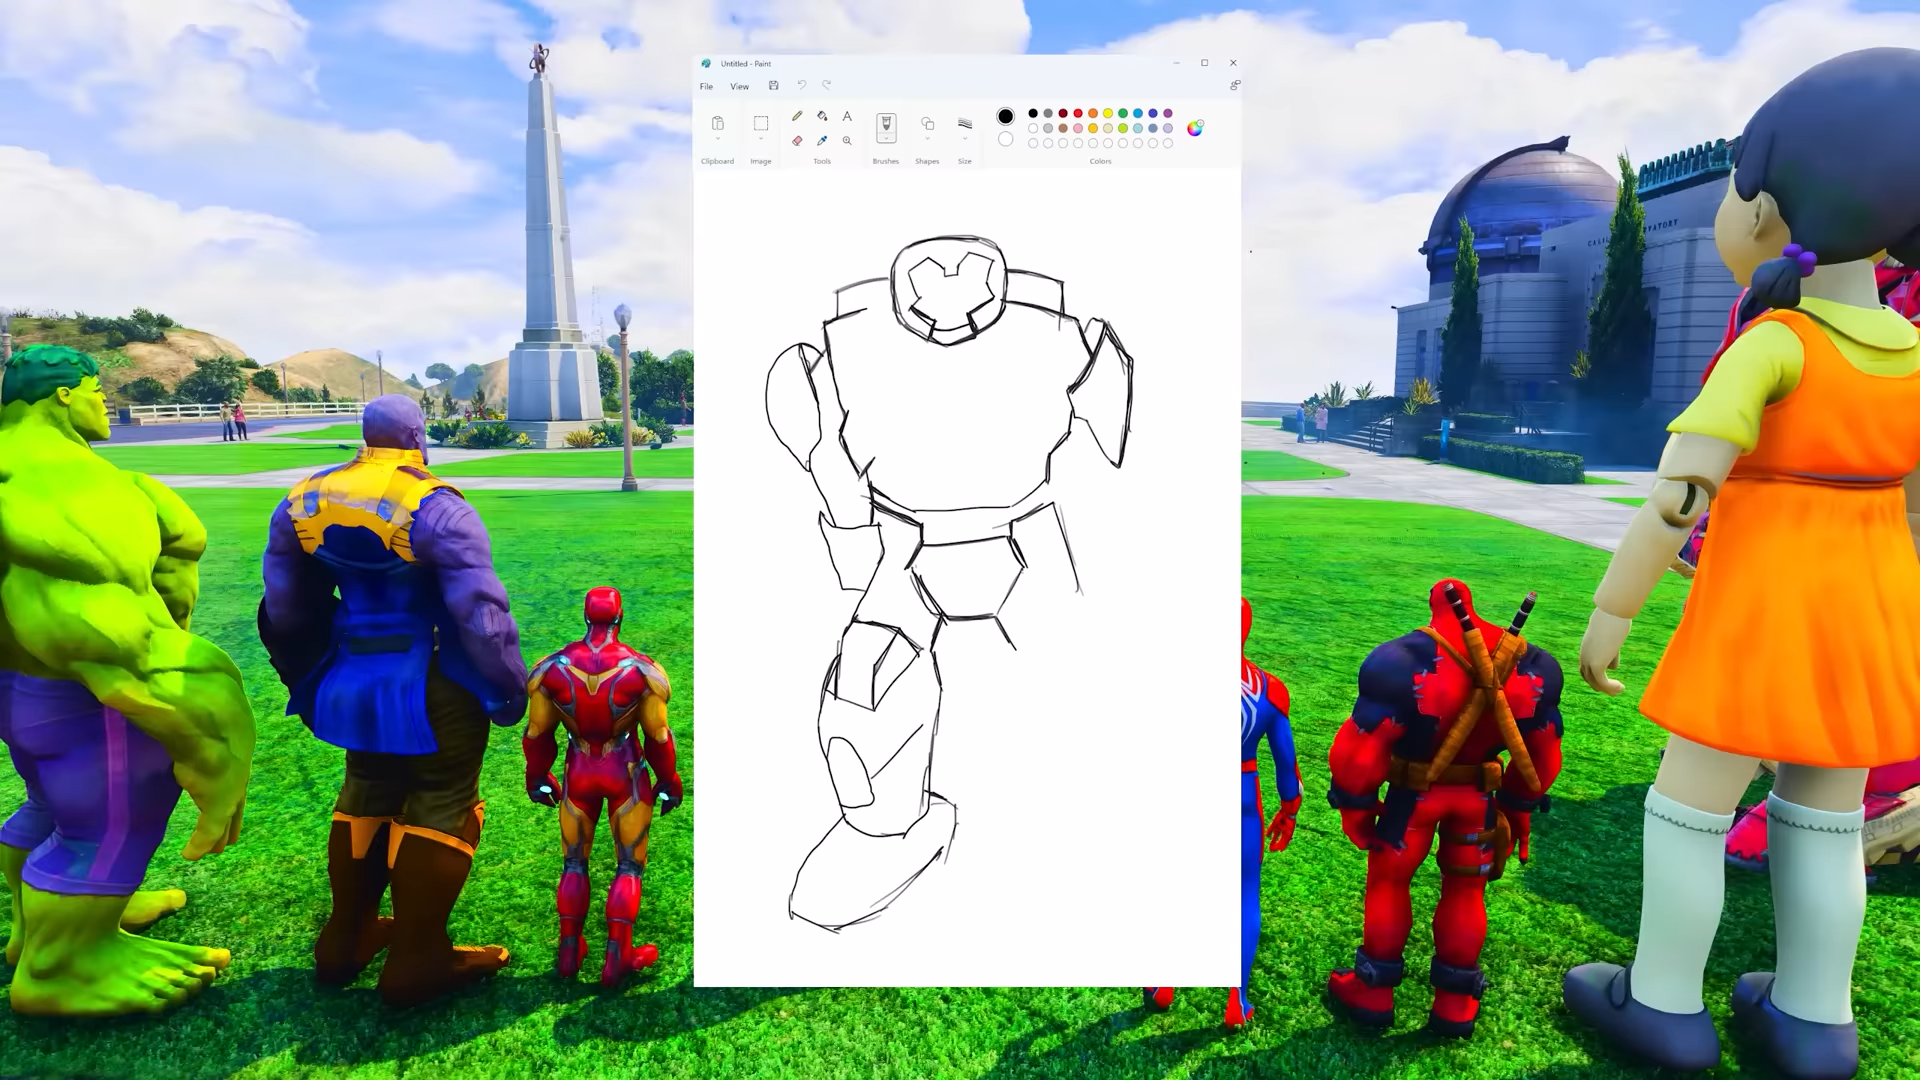 Untitled - Paint
File View
A
Clipboard Image Tools Brushes Shapes Size Colors